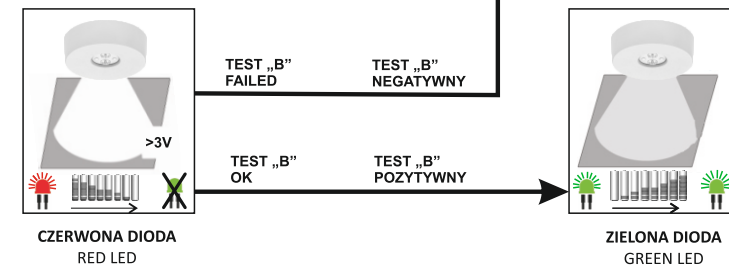 TEST „B” TEST „B”
FAILED NEGATYWNY
>3V
TEST „B” TEST „B”
OK POZYTYWNY
CZERWONA DIODA
RED LED
ZIELONA DIODA
GREEN LED